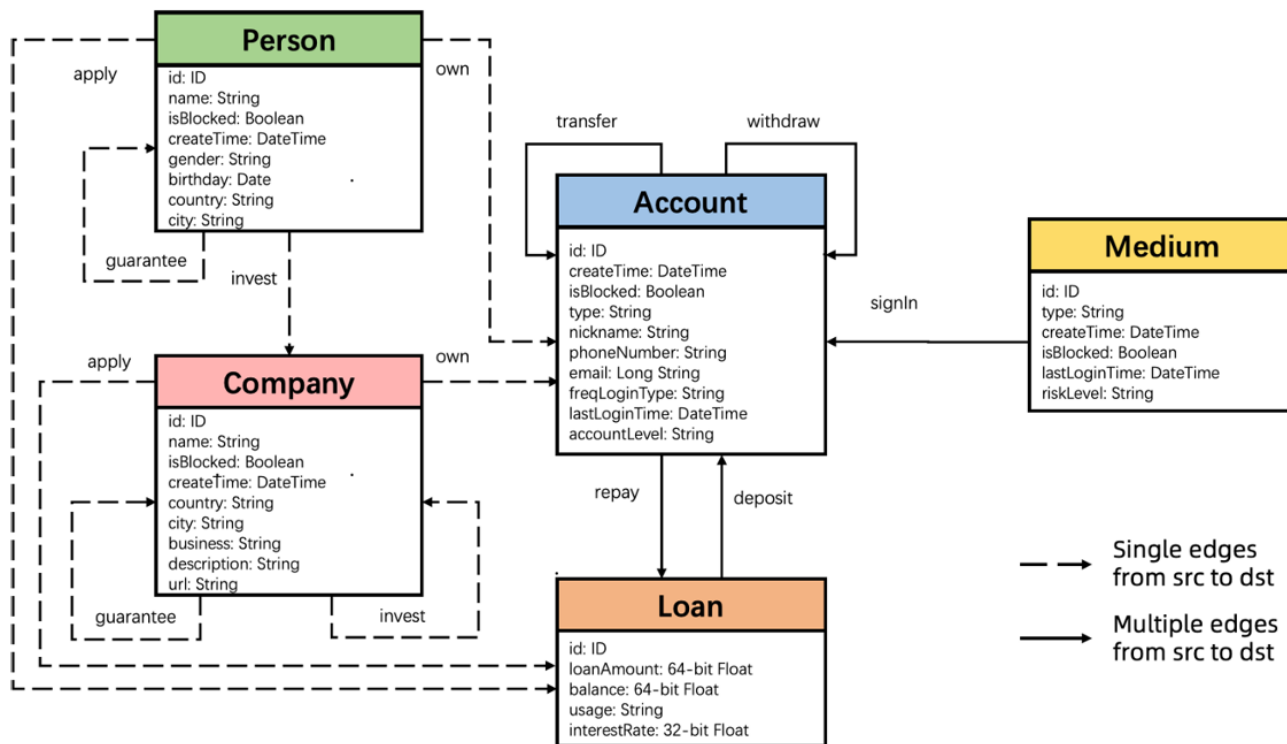 Person
id: ID
name: String
isBlocked: Boolean
createTime: DateTime
gender: String
birthday: Date
country: String
city: String
apply
own
guarantee
invest
transfer
withdraw
Account
id: ID
createTime: DateTime
isBlocked: Boolean
type: String
nickname: String
phoneNumber: String
email: Long String
freqLoginType: String
lastLoginTime: DateTime
accountLevel: String
signIn
Medium
id: ID
type: String
createTime: DateTime
isBlocked: Boolean
lastLoginTime: DateTime
riskLevel: String
apply
own
Company
id: ID
name: String
isBlocked: Boolean
createTime: DateTime
country: String
city: String
business: String
description: String
url: String
guarantee
invest
repay
deposit
Loan
id: ID
loanAmount: 64-bit Float
balance: 64-bit Float
usage: String
interestRate: 32-bit Float
Single edges
from src to dst
Multiple edges
from src to dst